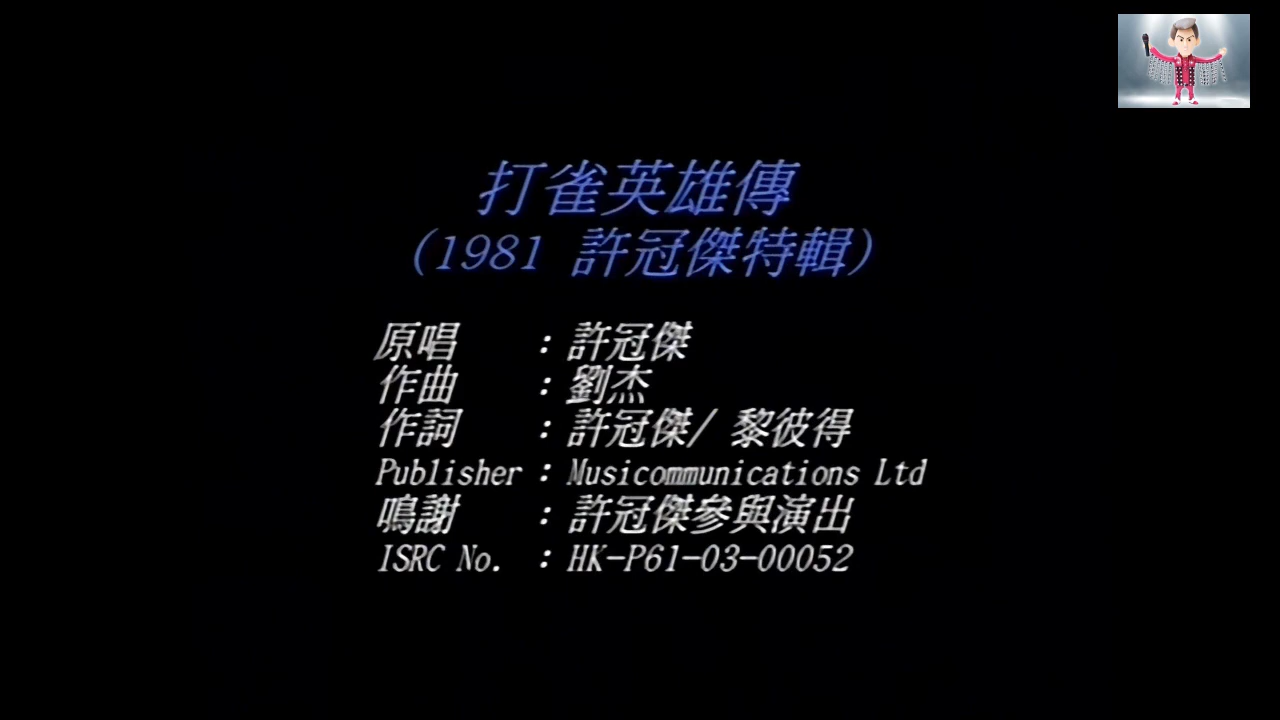 打雀英雄傳
(1981 許冠傑特輯)
原唱 : 許冠傑
作曲 : 劉杰
作詞 : 許冠傑/ 黎彼得
Publisher : Musicommunications Ltd
鳴謝 : 許冠傑參與演出
ISRC No. : HK-P61-03-00052